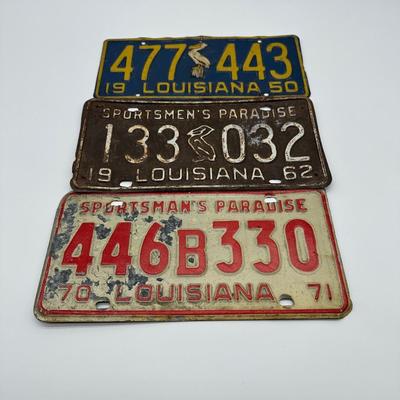 477 443
19 LOUISIANA 50
SPORTSMEN'S PARADISE
133 032
19 LOUISIANA 62
SPORTSMAN'S PARADISE
446B330
70 LOUISIANA 71